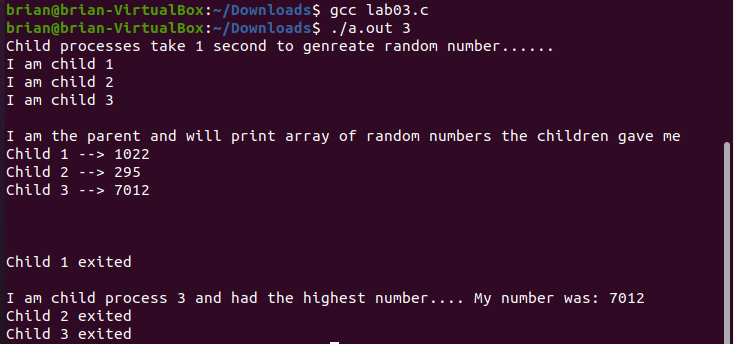 brian@brian-VirtualBox:~/Downloads$ gcc lab03.c
brian@brian-VirtualBox:~/Downloads$ ./a.out 3
Child processes take 1 second to genreate random number......
I am child 1
I am child 2
I am child 3
I am the parent and will print array of random numbers the children gave me
Child 1 --> 1022
Child 2 --> 295
Child 3 --> 7012
Child 1 exited
I am child process 3 and had the highest number.... My number was: 7012
Child 2 exited
Child 3 exited